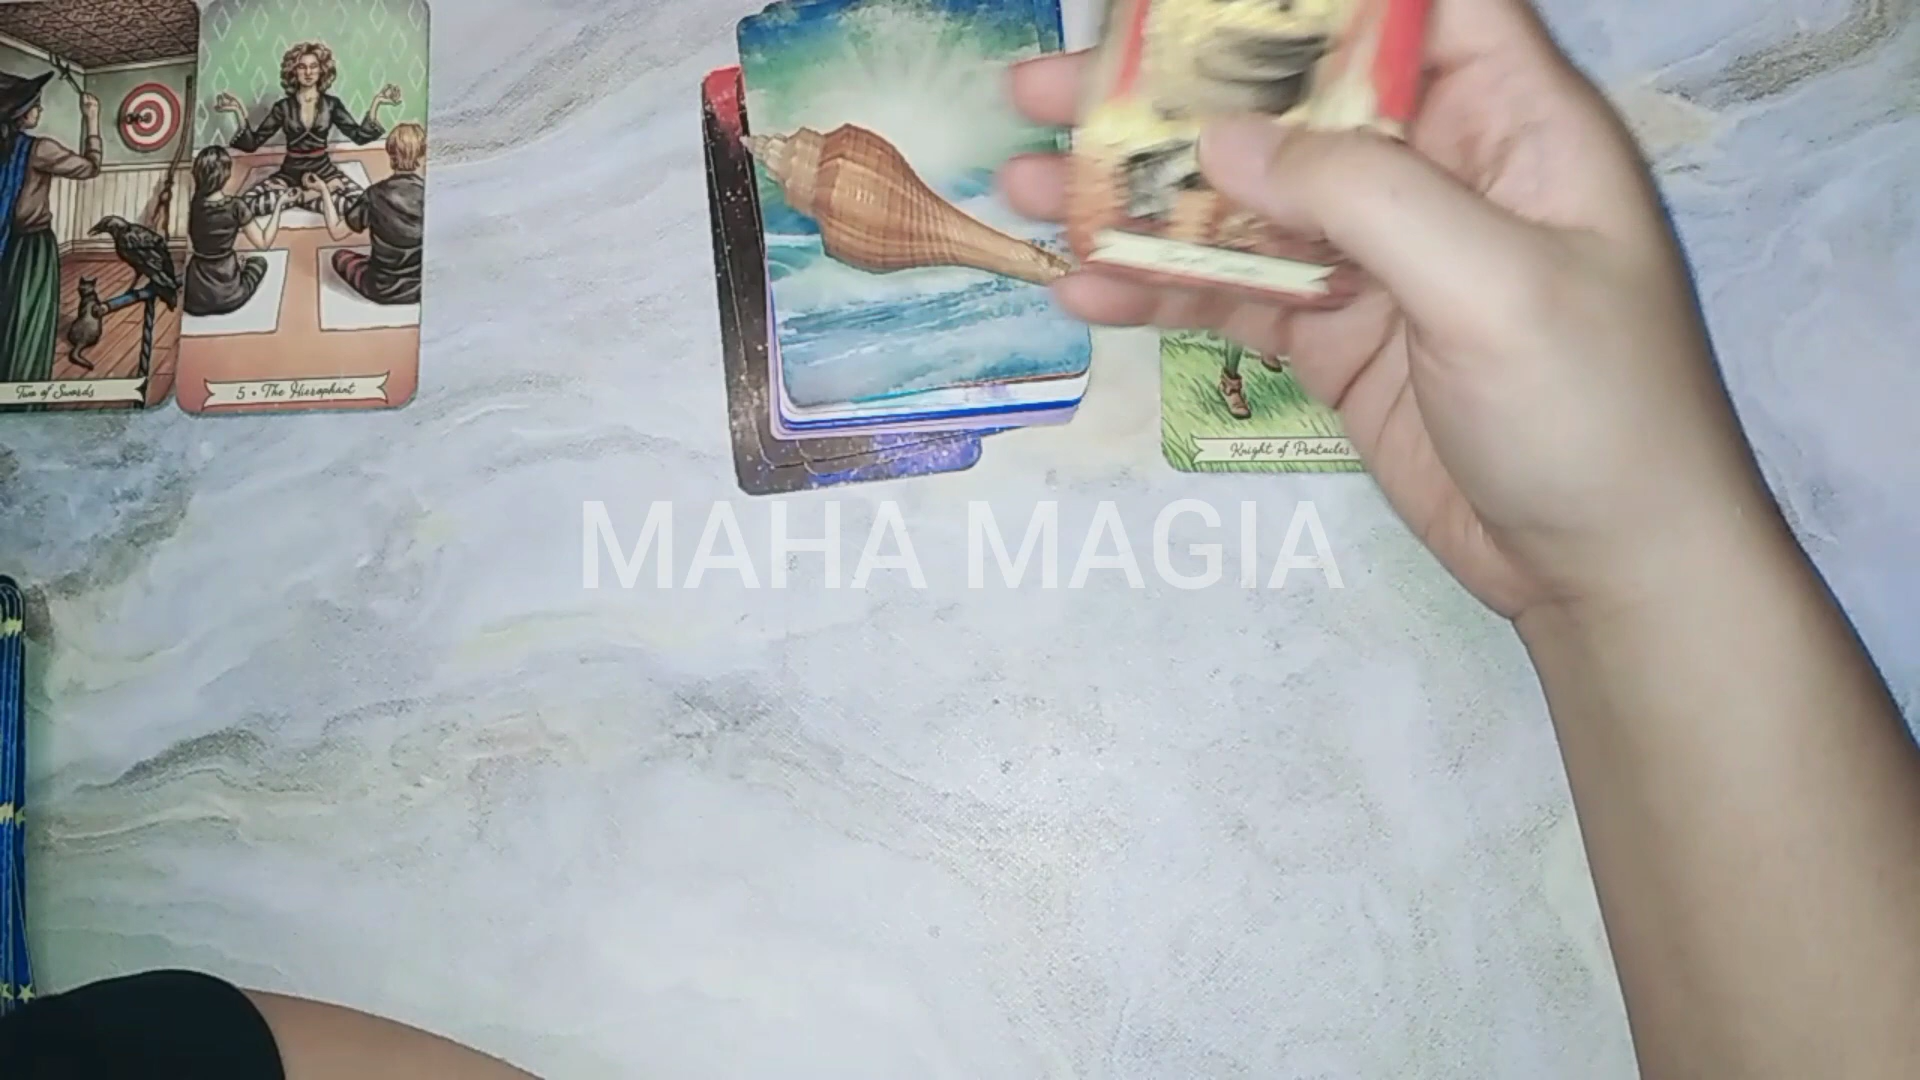 Two of Swords
5 • The Hierophant
Knight of Pentacles
MAHA MAGIA